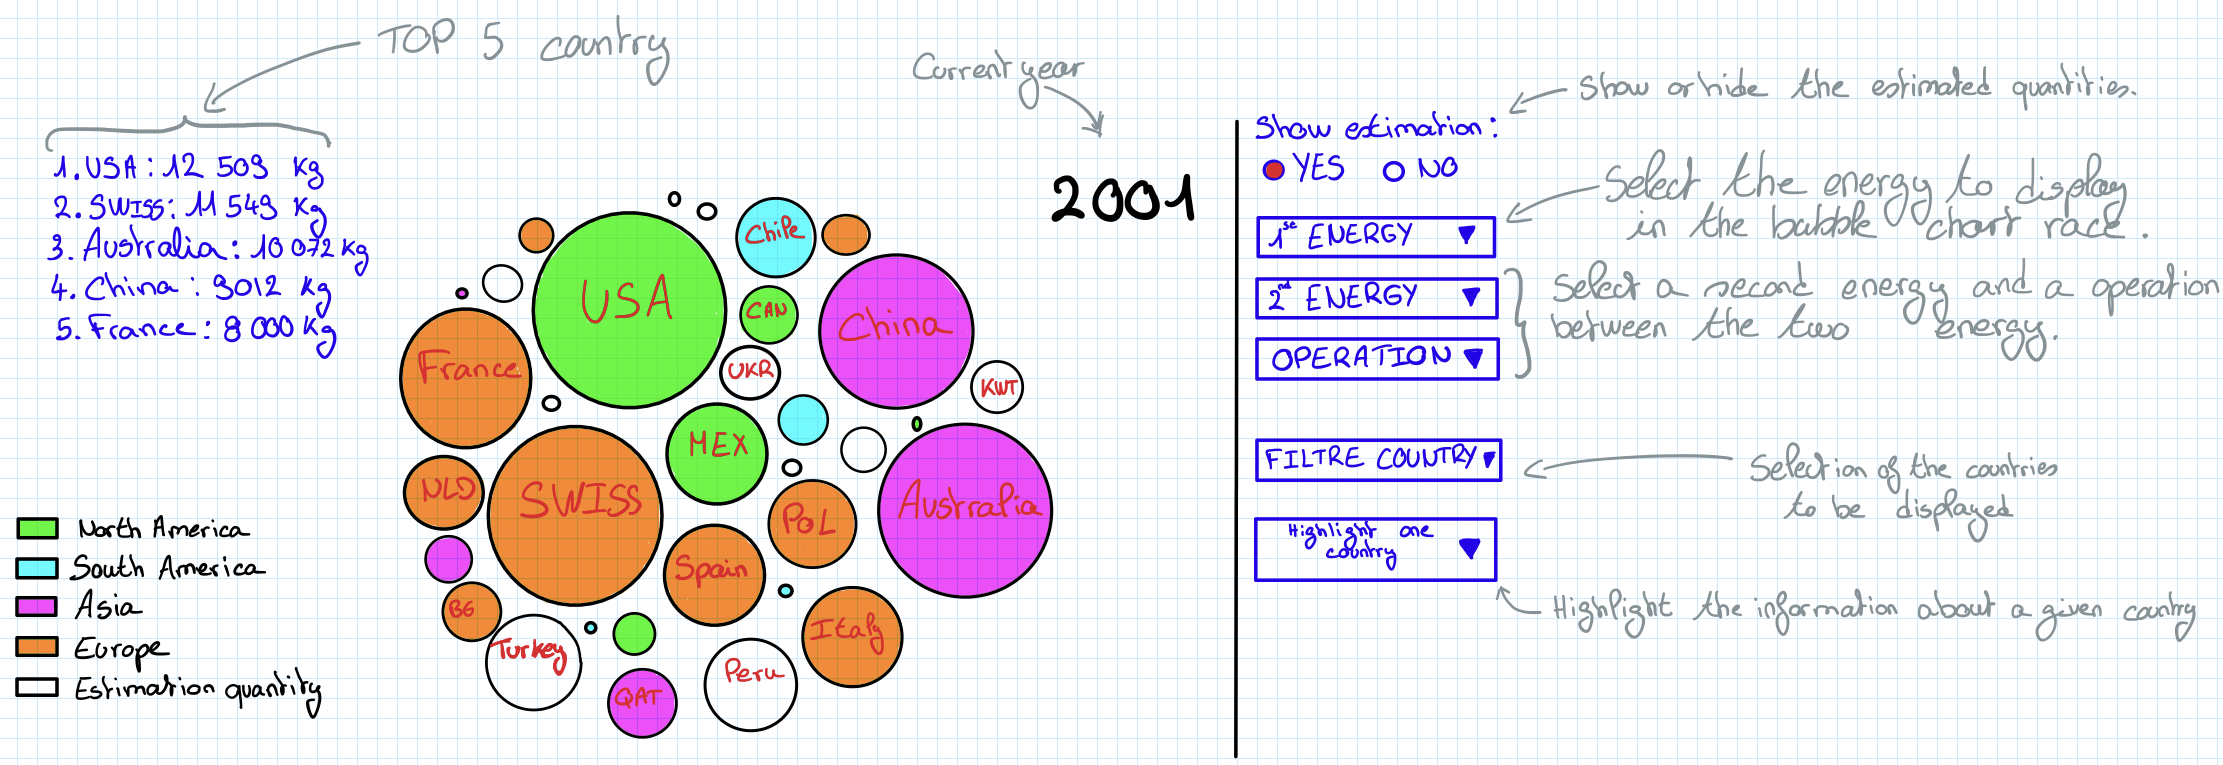 TOP 5 country
1. USA : 12 509 Kg
2. SWISS : 11 549 Kg
3. Australia : 10 072 Kg
4. China : 9012 Kg
5. France : 8 000 Kg
Current year
2001
Chile
USA
CAN
China
France
UKR
KWT
MEX
NLD
SWISS
POL
Australia
Spain
BG
Turkey
Italy
QAT
Peru
North America
South America
Asia
Europe
Estimation quantity
Show estimation :
YES NO
1st ENERGY
2nd ENERGY
OPERATION
FILTRE COUNTRY
Highlight one
country
Show or hide the estimated quantities.
Select the energy to display
in the bubble chart race.
Select a second energy and a operation
between the two energy.
Selection of the countries
to be displayed
Highlight the information about a given country